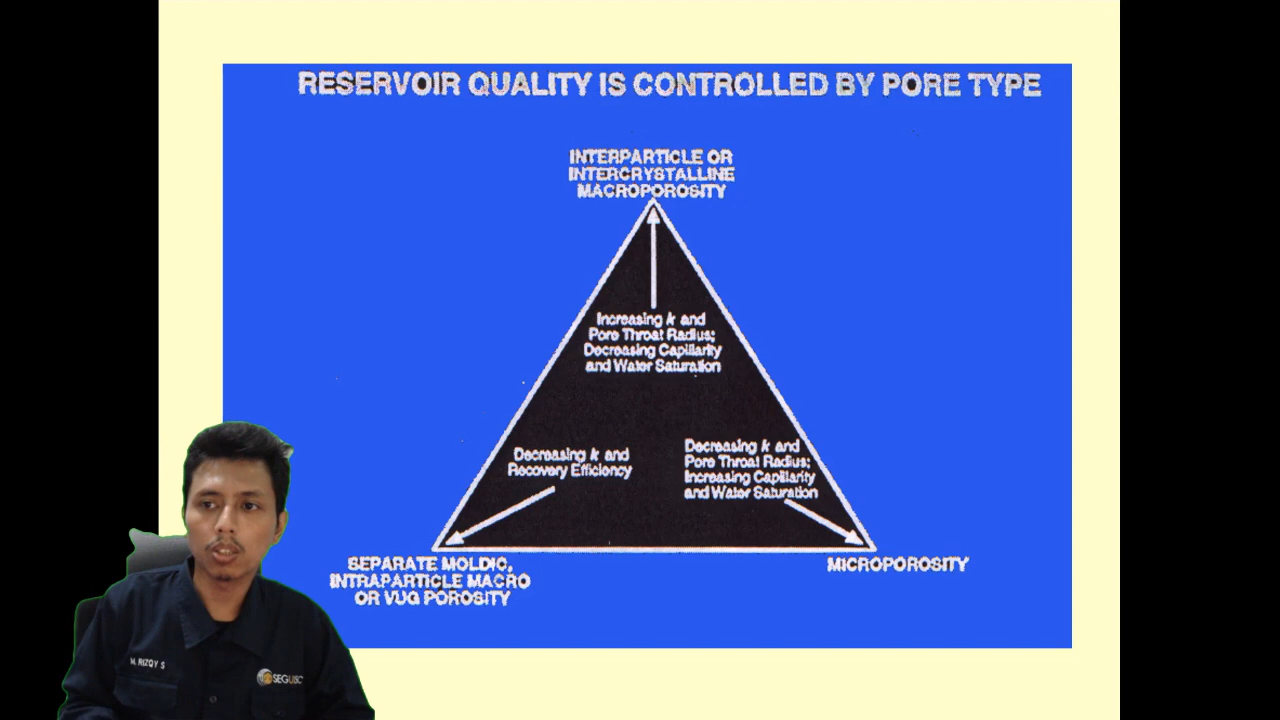 RESERVOIR QUALITY IS CONTROLLED BY PORE TYPE
INTERPARTICLE OR
INTERCRYSTALLINE
MACROPOROSITY
Increasing k and
Pore Throat Radius;
Decreasing Capillarity
and Water Saturation
Decreasing k and
Recovery Efficiency
Decreasing k and
Pore Throat Radius;
Increasing Capillarity
and Water Saturation
SEPARATE MOLDIC,
INTRAPARTICLE MACRO
OR VUG POROSITY
MICROPOROSITY
M. RIZQY S